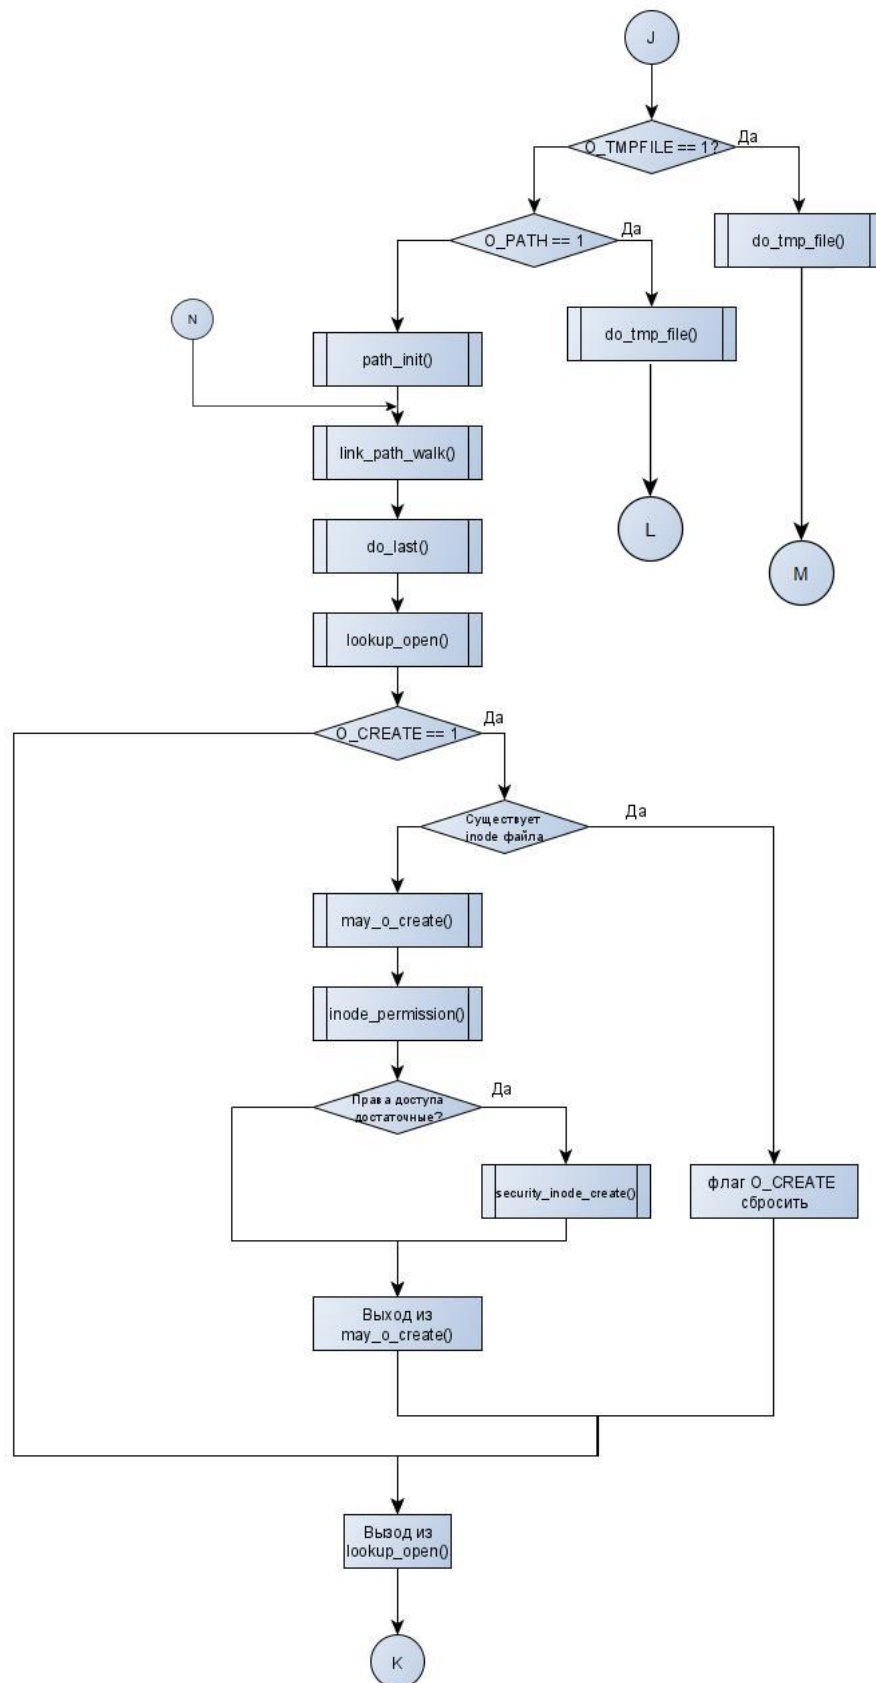 J
O_TMPFILE == 1?
Да
O_PATH == 1
Да
do_tmp_file()
N
path_init()
do_tmp_file()
link_path_walk()
L
do_last()
M
lookup_open()
O_CREATE == 1
Да
Существует
inode файла
Да
may_o_create()
inode_permission()
Права доступа
достаточные?
Да
security_inode_create()
флаг O_CREATE
сбросить
Выход из
may_o_create()
Вызод из
lookup_open()
K